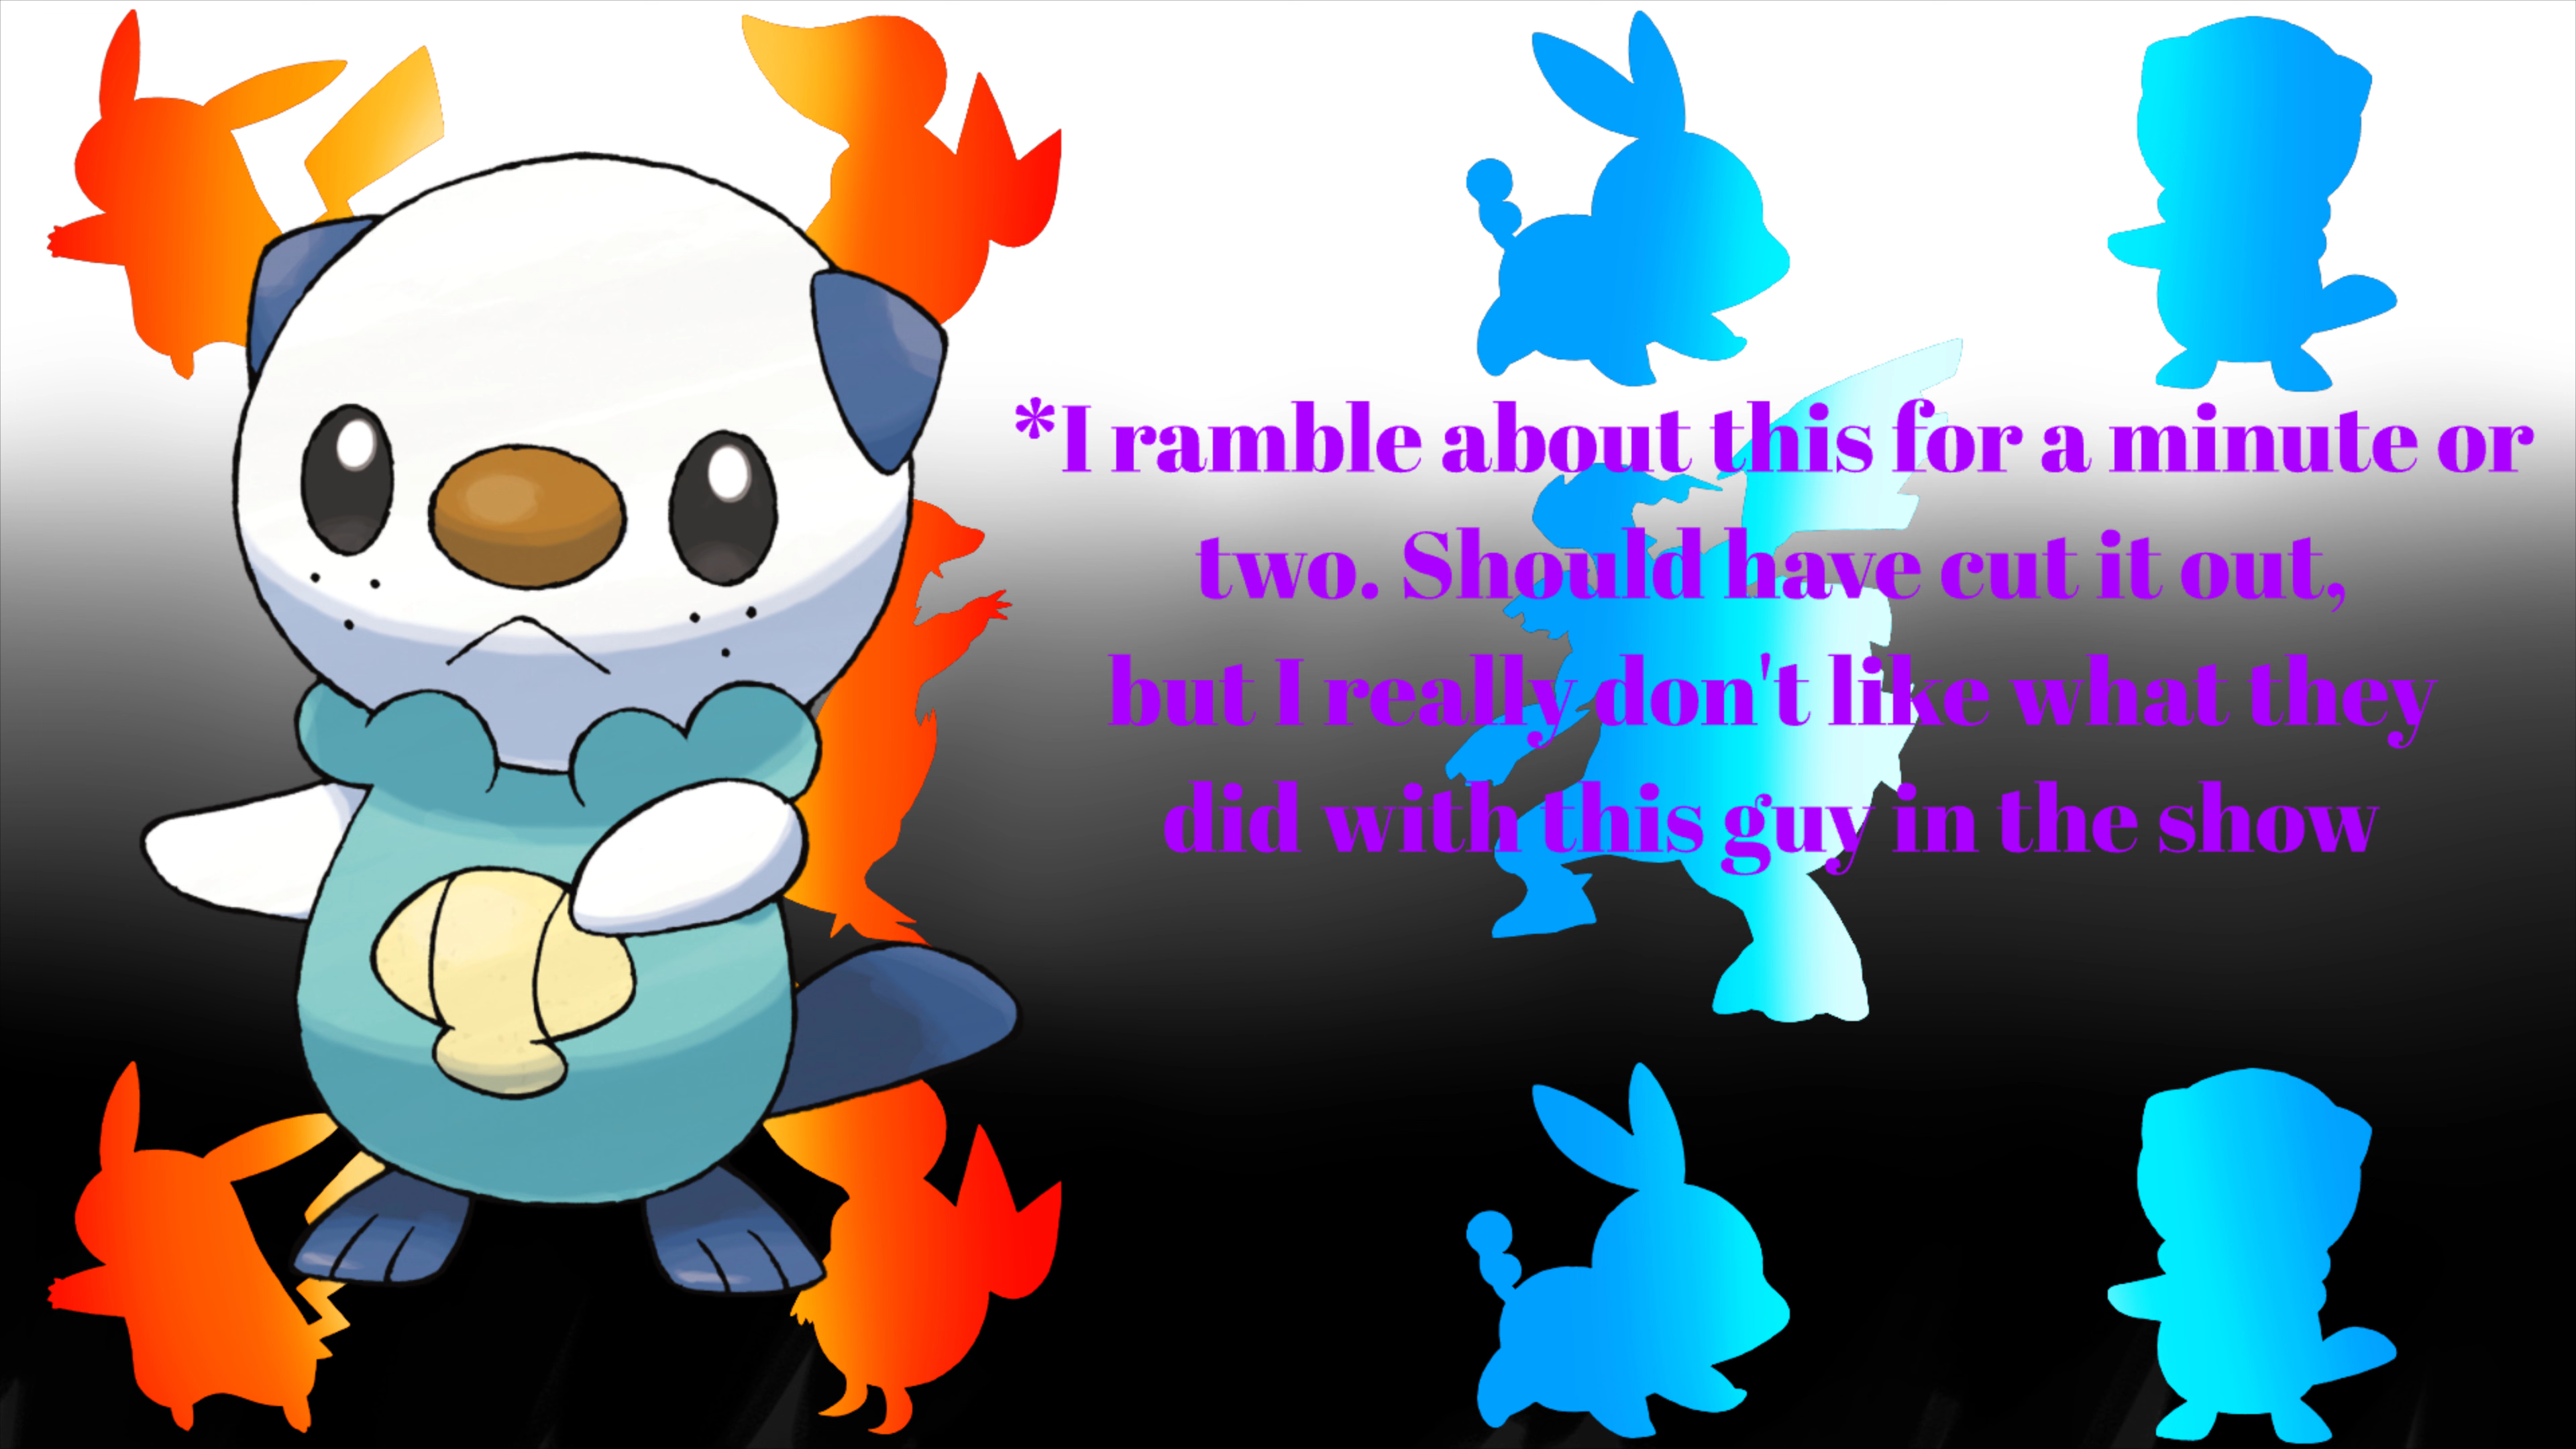 *I ramble about this for a minute or
two. Should have cut it out,
but I really don't like what they
did with this guy in the show